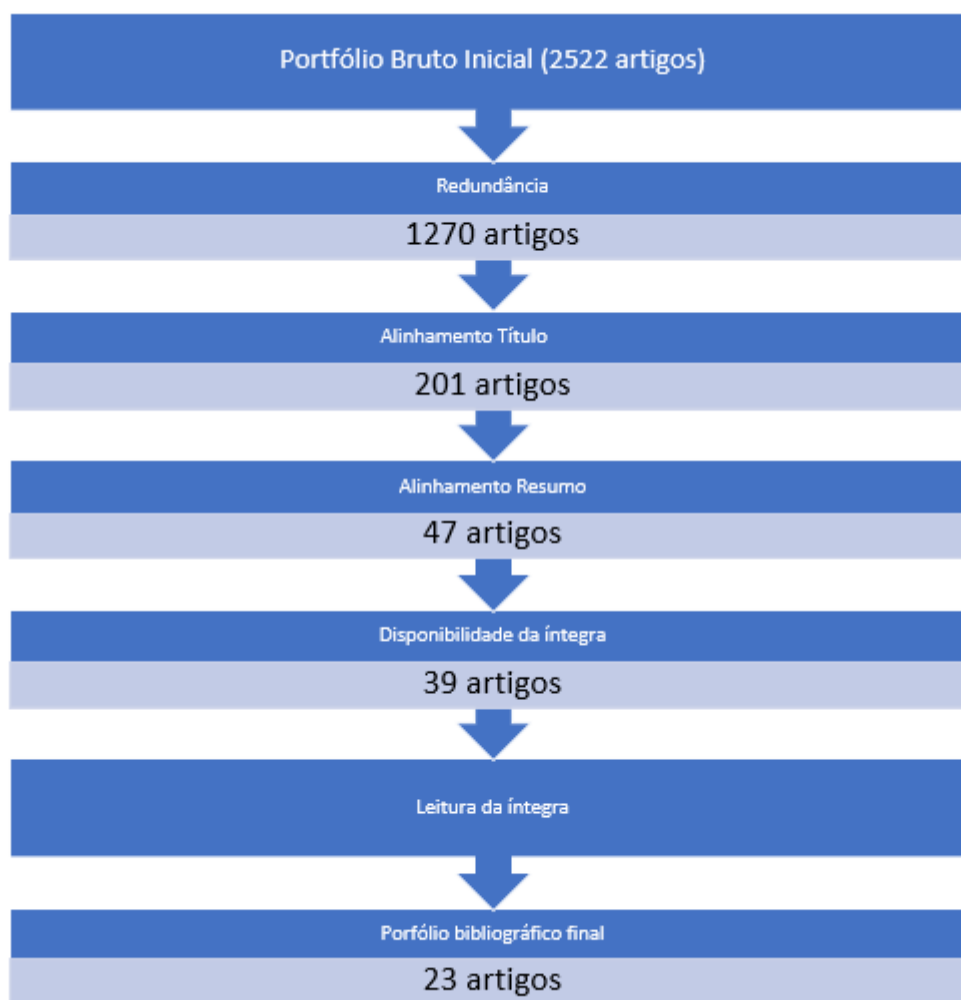 Portfólio Bruto Inicial (2522 artigos)
Redundância
1270 artigos
Alinhamento Título
201 artigos
Alinhamento Resumo
47 artigos
Disponibilidade da íntegra
39 artigos
Leitura da íntegra
Porfólio bibliográfico final
23 artigos